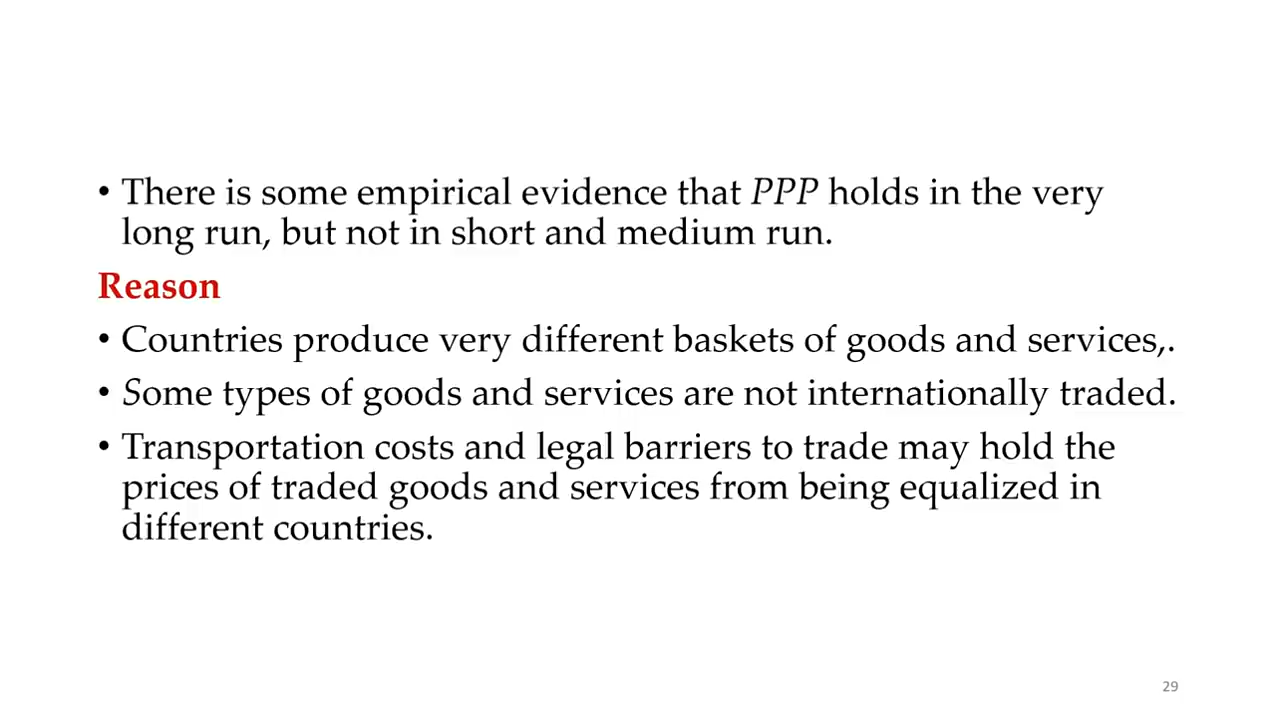 • There is some empirical evidence that PPP holds in the very
long run, but not in short and medium run.
Reason
• Countries produce very different baskets of goods and services,.
• Some types of goods and services are not internationally traded.
• Transportation costs and legal barriers to trade may hold the
prices of traded goods and services from being equalized in
different countries.
29